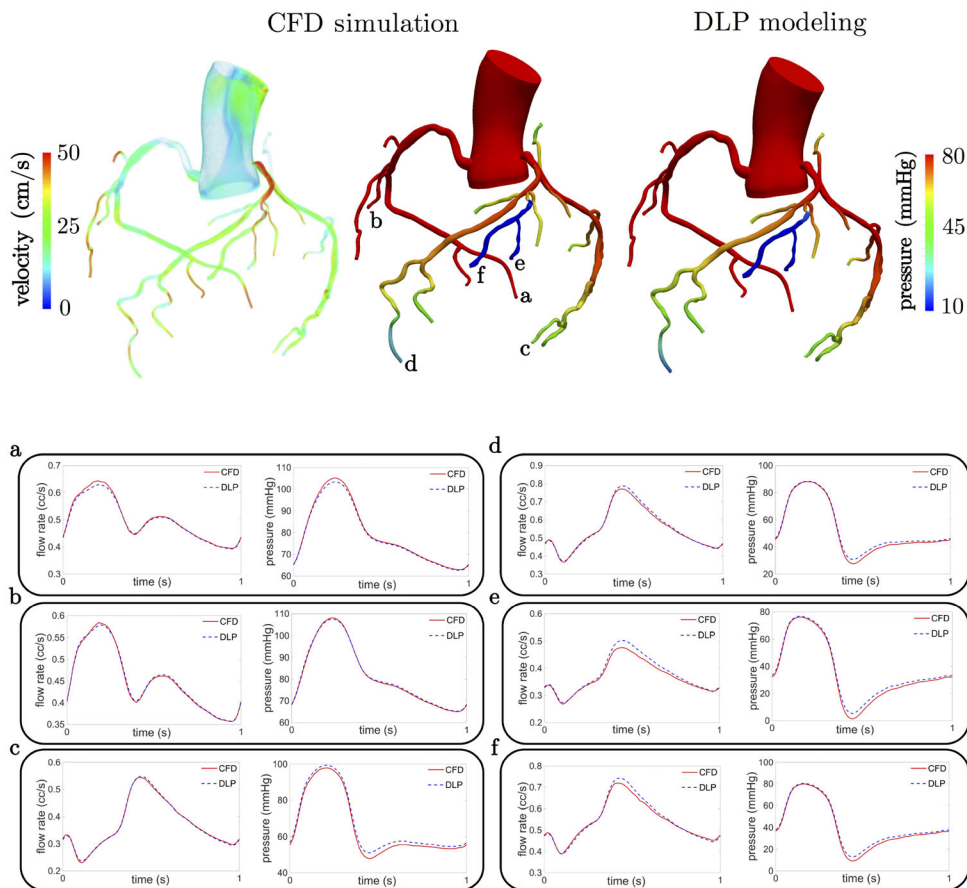 CFD simulation
DLP modeling
velocity (cm/s)
50
25
0
b
e
f
a
c
d
pressure (mmHg)
80
45
10
a
flow rate (cc/s)
0.7
0.6
0.5
0.4
0.3
0
1
time (s)
CFD
DLP
pressure (mmHg)
110
100
90
80
70
60
0
1
time (s)
CFD
DLP
d
flow rate (cc/s)
0.9
0.8
0.7
0.6
0.5
0.4
0.3
0
1
time (s)
CFD
DLP
pressure (mmHg)
100
80
60
40
20
0
1
time (s)
CFD
DLP
b
flow rate (cc/s)
0.6
0.55
0.5
0.45
0.4
0.35
0
1
time (s)
CFD
DLP
pressure (mmHg)
110
100
90
80
70
60
0
1
time (s)
CFD
DLP
e
flow rate (cc/s)
0.6
0.5
0.4
0.3
0.2
0
1
time (s)
CFD
DLP
pressure (mmHg)
80
60
40
20
0
0
1
time (s)
CFD
DLP
c
flow rate (cc/s)
0.6
0.5
0.4
0.3
0.2
0
1
time (s)
CFD
DLP
pressure (mmHg)
100
80
60
40
0
1
time (s)
CFD
DLP
f
flow rate (cc/s)
0.8
0.7
0.6
0.5
0.4
0.3
0
1
time (s)
CFD
DLP
pressure (mmHg)
100
80
60
40
20
0
0
1
time (s)
CFD
DLP